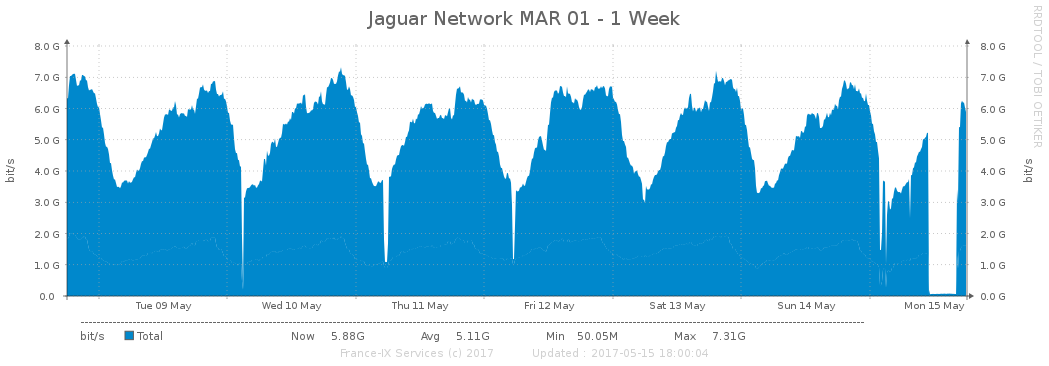 Jaguar Network MAR 01 - 1 Week
RRDTOOL / TOBI OETIKER
8.0 G 8.0 G
7.0 G 7.0 G
6.0 G 6.0 G
5.0 G 5.0 G
4.0 G 4.0 G
3.0 G 3.0 G
2.0 G 2.0 G
1.0 G 1.0 G
0.0 0.0 G
bit/s
bit/s
Tue 09 May Wed 10 May Thu 11 May Fri 12 May Sat 13 May Sun 14 May Mon 15 May
bit/s Total Now 5.88G Avg 5.11G Min 50.05M Max 7.31G
France-IX Services (c) 2017 Updated : 2017-05-15 18:00:04